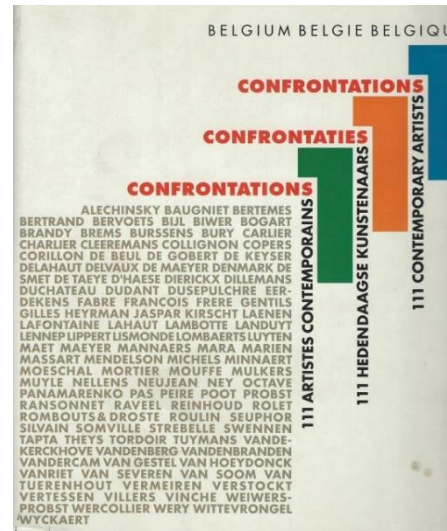 BELGIUM BELGIE BELGIQU
CONFRONTATIONS
CONFRONTATIES
CONFRONTATIONS
111 ARTISTES CONTEMPORAINS
111 HEDENDAAGSE KUNSTENAARS
111 CONTEMPORARY ARTISTS
ALECHINSKY BAUGNIET BERTEMES
BERTRAND BERVOETS BIJL BIWER BOGART
BRANDY BREMS BURSSENS BURY CARLIER
CHARLIER CLEEREMANS COLLIGNON COPERS
CORILLON DE BEUL DE GOBERT DE KEYSER
DELAHAUT DELVAUX DE MAEYER DENMARK DE
SMET DE TAEYE D'HAESE DIERICKX DILLEMANS
DUCHATEAU DUDANT DUSEPULCHRE EER-
DEKENS FABRE FRANCOIS FRERE GENTILS
GILLES HEYRMAN JASPAR KIRSCHT LAENEN
LAFONTAINE LAHAUT LAMBOTTE LANDUYT
LENNEP LIPPERT LISMONDE LOMBAERTS LUYTEN
MAET MAEYER MANNAERS MARA MARIEN
MASSART MENDELSON MICHELS MINNAERT
MOESCHAL MORTIER MOUFFE MULKERS
MUYLE NELLENS NEUJEAN NEY OCTAVE
PANAMARENKO PAS PEIRE POOT PROBST
RANSONNET RAVEEL REINHOUD ROLET
ROMBOUTS & DROSTE ROULIN SEUPHOR
SILVAIN SOMVILLE STREBELLE SWENNEN
TAPTA THEYS TORDOIR TUYMANS VANDE-
KERCKHOVE VANDENBERG VANDENBRANDEN
VANDERCAM VAN GESTEL VAN HOEYDONCK
VANRIET VAN SEVEREN VAN SOOM VAN
TUERENHOUT VERMEIREN VERSTOCKT
VERTESSEN VILLERS VINCHE WEIWERS-
PROBST WERCOLLIER WERY WITTEVRONGEL
WYCKAERT